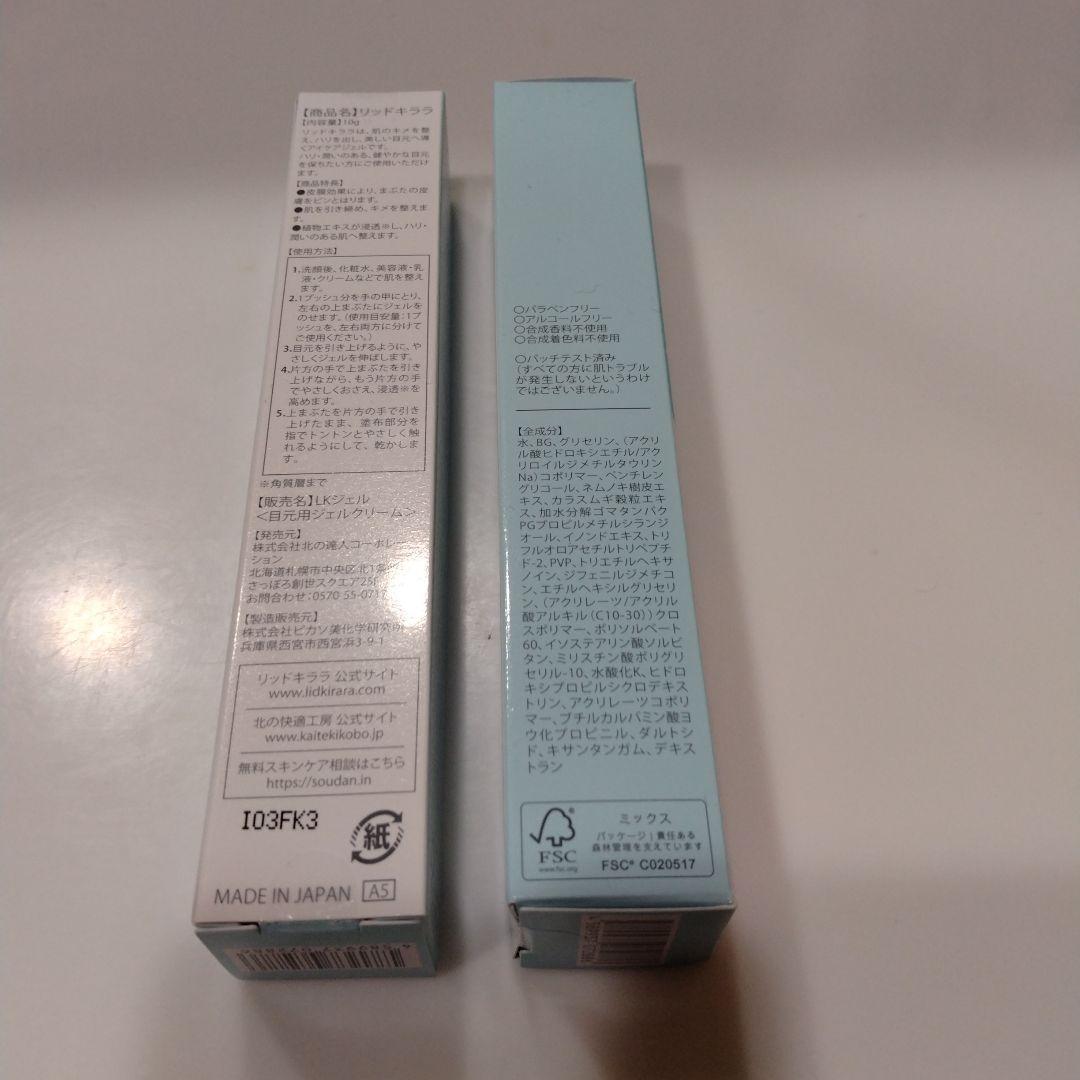 【商品名】リッドキララ
【内容量】10g
リッドキララは、肌のキメを整
え、ハリを出し、美しい目元へ導
くアイケアジェルです。
ハリ・潤いのある、健やかな目元
を保ちたい方にご使用いただけ
ます。
【商品特長】
●皮膜効果により、まぶたの皮
膚をピンとはります。
●肌を引き締め、キメを整えま
す。
●植物エキスが浸透※し、ハリ・
潤いのある肌へ整えます。
【使用方法】
1.洗顔後、化粧水、美容液・乳
液・クリームなどで肌を整え
ます。
2.1プッシュ分を手の甲にとり、
左右の上まぶたにジェルを
のせます。(使用目安量:1プ
ッシュを、左右両方に分けて
ご使用ください。)
3.目元を引き上げるように、や
さしくジェルを伸ばします。
4.片方の手で上まぶたを引き
上げながら、もう片方の手
でやさしくおさえ、浸透※を
高めます。
5.上まぶたを片方の手で引き
上げたまま、塗布部分を
指でトントンとやさしく触
れるようにして、乾かしま
す。
※角質層まで
【販売名】LKジェル
<目元用ジェルクリーム>
【発売元】
株式会社北の達人コーポレー
ション
北海道札幌市中央区北1条
さっぽろ創世スクエア25F
お問合わせ:0570-55-0717
【製造販売元】
株式会社ピカソ美化学研究所
兵庫県西宮市西宮浜3-9-1
リッドキララ 公式サイト
www.lidkirara.com
北の快適工房 公式サイト
www.kaitekikobo.jp
無料スキンケア相談はこちら
https://soudan.in
I03FK3
紙
MADE IN JAPAN A5
○パラベンフリー
○アルコールフリー
○合成香料不使用
○合成着色料不使用
○パッチテスト済み
(すべての方に肌トラブル
が発生しないというわけ
ではございません。)
【全成分】
水、BG、グリセリン、(アクリ
ル酸ヒドロキシエチル/アク
リロイルジメチルタウリン
Na)コポリマー、ペンチレン
グリコール、ネムノキ樹皮エ
キス、カラスムギ穀粒エキ
ス、加水分解ゴマタンパク
PGプロピルメチルシランジ
オール、イノンドエキス、トリ
フルオロアセチルトリペプチ
ド-2、PVP、トリエチルヘキサ
ノイン、ジフェニルジメチコ
ン、エチルヘキシルグリセリ
ン、(アクリレーツ/アクリル
酸アルキル(C10-30))クロ
スポリマー、ポリソルベート
60、イソステアリン酸ソルビ
タン、ミリスチン酸ポリグリ
セリル-10、水酸化K、ヒドロ
キシプロピルシクロデキス
トリン、アクリレーツコポリ
マー、ブチルカルバミン酸ヨ
ウ化プロピニル、ダルトシ
ド、キサンタンガム、デキス
トラン
FSC
www.fsc.org
ミックス
パッケージ|責任ある
森林管理を支えています
FSC® C020517